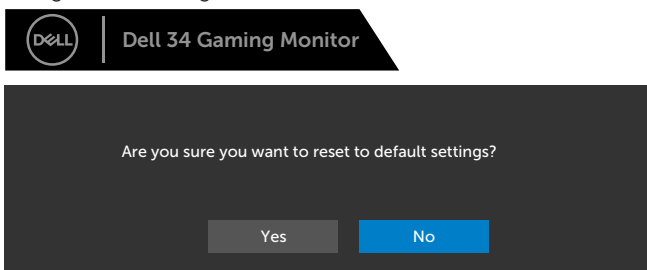 DELL
Dell 34 Gaming Monitor
Are you sure you want to reset to default settings?
Yes
No